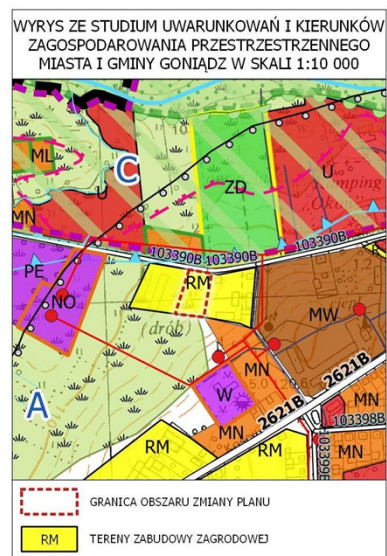 WYRYS ZE STUDIUM UWARUNKOWAŃ I KIERUNKÓW
ZAGOSPODAROWANIA PRZESTRZESTRZENNEGO
MIASTA I GMINY GONIĄDZ W SKALI 1:10 000
ML
C
U
ZD
U
MN
103390B
103390B
103390B
PE
NO
RM
(drób)
MW
A
MN
W
2621B
2621B
MN
MN
103398B
RM
RM
MN
GRANICA OBSZARU ZMIANY PLANU
RM TERENY ZABUDOWY ZAGRODOWEJ